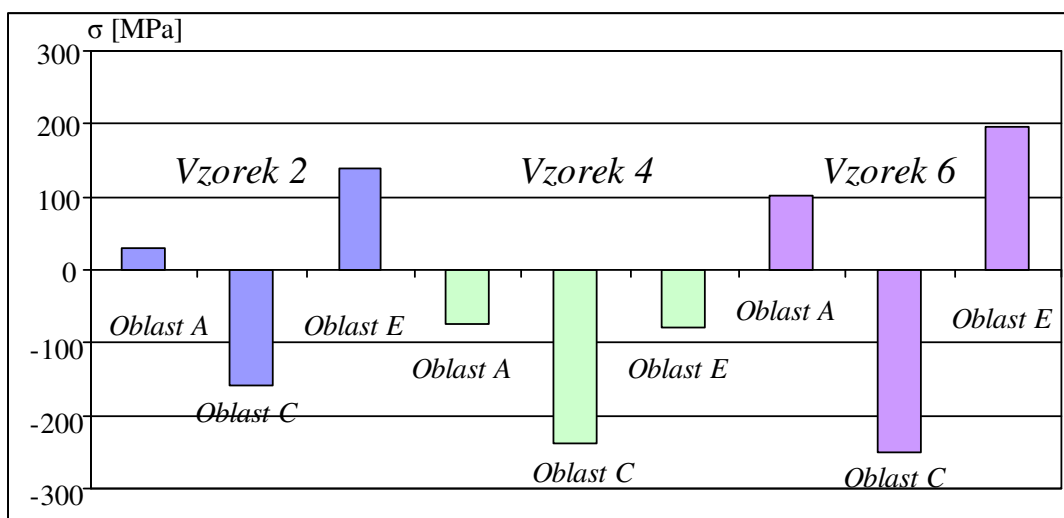 σ [MPa]
300
200
100
0
-100
-200
-300
Vzorek 2
Vzorek 4
Vzorek 6
Oblast A
Oblast C
Oblast E
Oblast A
Oblast C
Oblast E
Oblast A
Oblast C
Oblast E